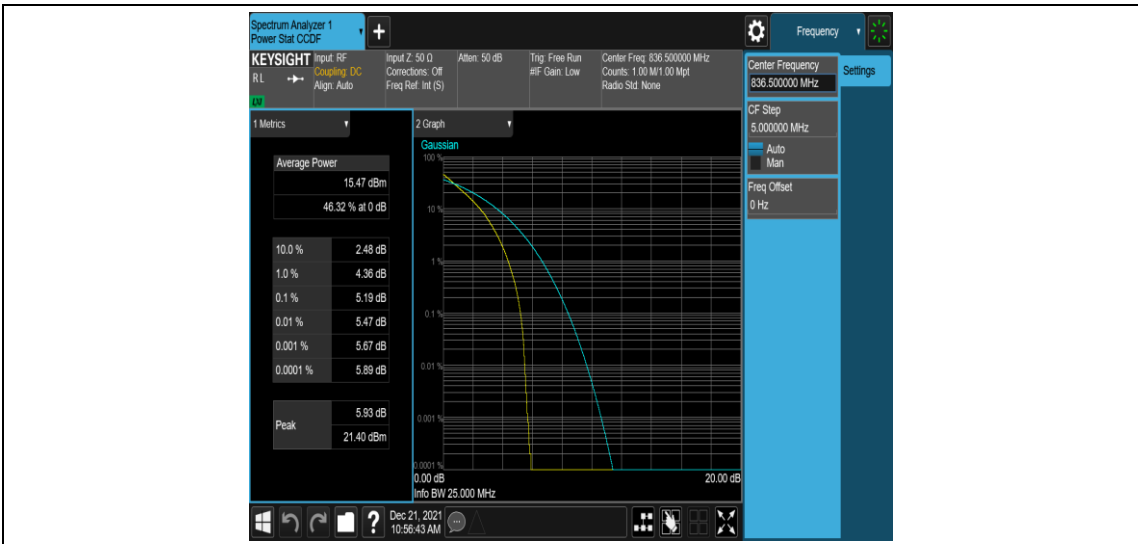 Spectrum Analyzer 1
Power Stat CCDF
+
Frequency
KEYSIGHT
RL
LNI
Input: RF
Coupling: DC
Align: Auto
Input Z: 50 Ω
Corrections: Off
Freq Ref: Int (S)
Atten: 50 dB
Trig: Free Run
#IF Gain: Low
Center Freq: 836.500000 MHz
Counts: 1.00 M/1.00 Mpt
Radio Std: None
Center Frequency
836.500000 MHz
Settings
CF Step
5.000000 MHz
Auto
Man
Freq Offset
0 Hz
1 Metrics
Average Power
15.47 dBm
46.32 % at 0 dB
10.0 % 2.48 dB
1.0 % 4.36 dB
0.1 % 5.19 dB
0.01 % 5.47 dB
0.001 % 5.67 dB
0.0001 % 5.89 dB
Peak
5.93 dB
21.40 dBm
2 Graph
Gaussian
100 %
10 %
1 %
0.1 %
0.01 %
0.001 %
0.0001 %
0.00 dB 20.00 dB
Info BW 25.000 MHz
?
Dec 21, 2021
10:56:43 AM